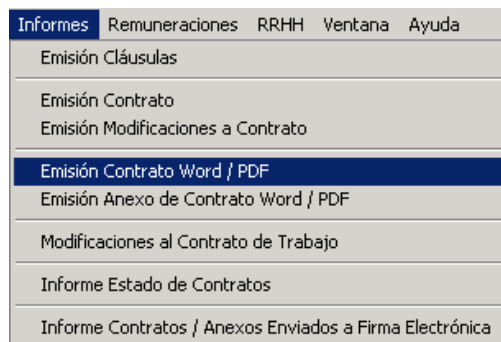 Informes Remuneraciones RRHH Ventana Ayuda
Emisión Cláusulas
Emisión Contrato
Emisión Modificaciones a Contrato
Emisión Contrato Word / PDF
Emisión Anexo de Contrato Word / PDF
Modificaciones al Contrato de Trabajo
Informe Estado de Contratos
Informe Contratos / Anexos Enviados a Firma Electrónica